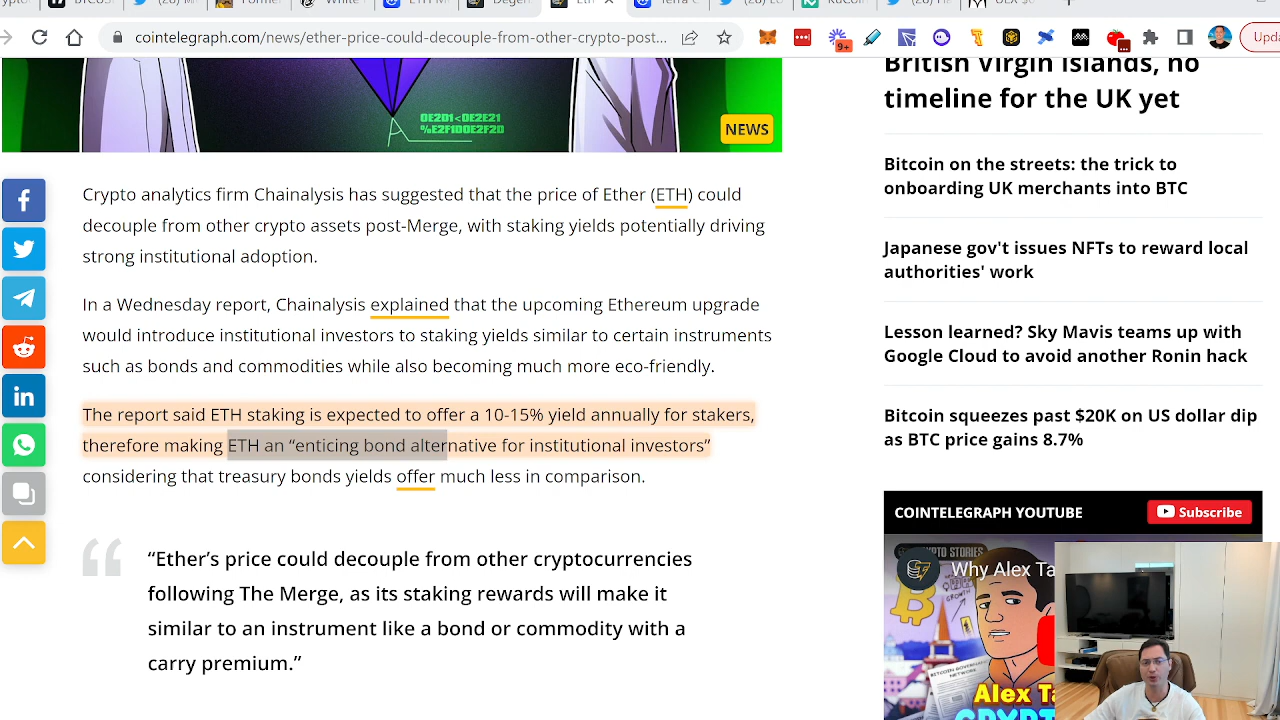 White
Degen
cointelegraph.com/news/ether-price-could-decouple-from-other-crypto-post...
9+
Upda
British Virgin Islands, no
timeline for the UK yet
NEWS
Crypto analytics firm Chainalysis has suggested that the price of Ether (ETH) could
decouple from other crypto assets post-Merge, with staking yields potentially driving
strong institutional adoption.
In a Wednesday report, Chainalysis explained that the upcoming Ethereum upgrade
would introduce institutional investors to staking yields similar to certain instruments
such as bonds and commodities while also becoming much more eco-friendly.
The report said ETH staking is expected to offer a 10-15% yield annually for stakers,
therefore making ETH an “enticing bond alternative for institutional investors”
considering that treasury bonds yields offer much less in comparison.
“Ether’s price could decouple from other cryptocurrencies
following The Merge, as its staking rewards will make it
similar to an instrument like a bond or commodity with a
carry premium.”
Bitcoin on the streets: the trick to
onboarding UK merchants into BTC
Japanese gov't issues NFTs to reward local
authorities' work
Lesson learned? Sky Mavis teams up with
Google Cloud to avoid another Ronin hack
Bitcoin squeezes past $20K on US dollar dip
as BTC price gains 8.7%
COINTELEGRAPH YOUTUBE
Subscribe
Why Alex Ta
Alex Ta